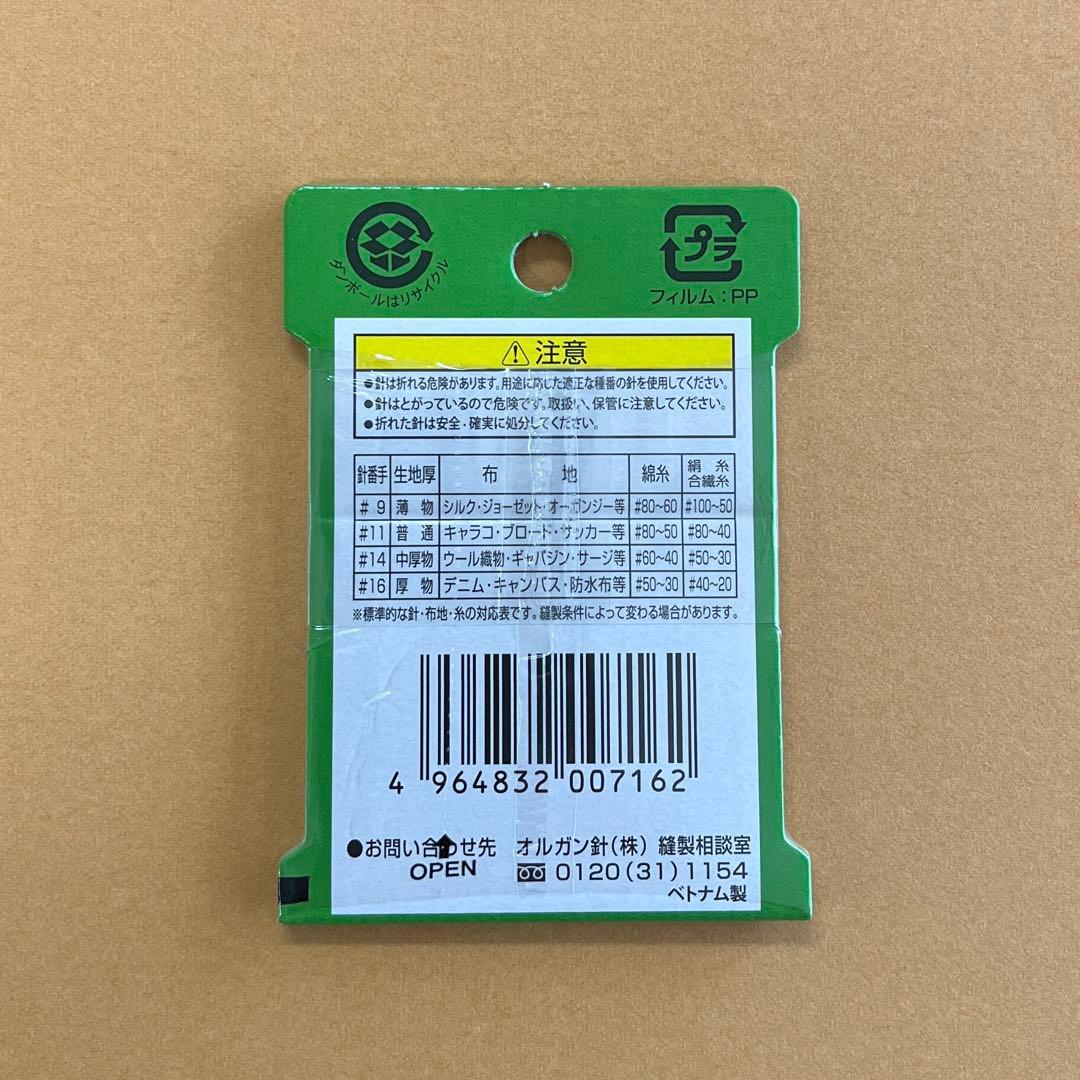 ダンボールはリサイクル
プラ
フィルム:PP
注意
●針は折れる危険があります。用途に応じた適正な種番の針を使用してください。
●針はとがっているので危険です。取扱い、保管に注意してください。
●折れた針は安全・確実に処分してください。
針番手 生地厚 布地 綿糸 絹糸 合繊糸
#9 薄物 シルク・ジョーゼット・オーガンジー等 #80~60 #100~50
#11 普通 キャラコ・ブロード・サッカー等 #80~50 #80~40
#14 中厚物 ウール織物・ギャバジン・サージ等 #60~40 #50~30
#16 厚物 デニム・キャンバス・防水布等 #50~30 #40~20
※標準的な針・布地・糸の対応表です。縫製条件によって変わる場合があります。
4 964832 007162
●お問い合わせ先 オルガン針(株) 縫製相談室
OPEN
0120(31)1154
ベトナム製